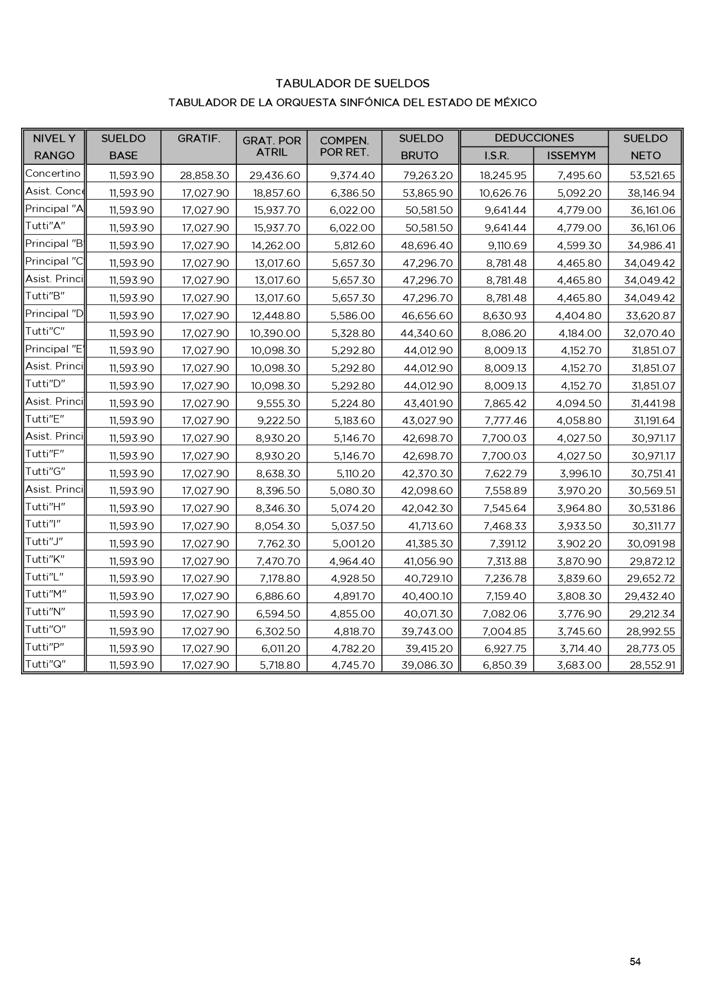 TABULADOR DE SUELDOS
TABULADOR DE LA ORQUESTA SINFÓNICA DEL ESTADO DE MÉXICO
NIVEL Y RANGO SUELDO BASE GRATIF. GRAT. POR ATRIL COMPEN. POR RET. SUELDO BRUTO DEDUCCIONES I.S.R. ISSEMYM SUELDO NETO
Concertino 11,593.90 28,858.30 29,436.60 9,374.40 79,263.20 18,245.95 7,495.60 53,521.65
Asist. Conce 11,593.90 17,027.90 18,857.60 6,386.50 53,865.90 10,626.76 5,092.20 38,146.94
Principal "A 11,593.90 17,027.90 15,937.70 6,022.00 50,581.50 9,641.44 4,779.00 36,161.06
Tutti"A" 11,593.90 17,027.90 15,937.70 6,022.00 50,581.50 9,641.44 4,779.00 36,161.06
Principal "B" 11,593.90 17,027.90 14,262.00 5,812.60 48,696.40 9,110.69 4,599.30 34,986.41
Principal "C" 11,593.90 17,027.90 13,017.60 5,657.30 47,296.70 8,781.48 4,465.80 34,049.42
Asist. Princi 11,593.90 17,027.90 13,017.60 5,657.30 47,296.70 8,781.48 4,465.80 34,049.42
Tutti"B" 11,593.90 17,027.90 13,017.60 5,657.30 47,296.70 8,781.48 4,465.80 34,049.42
Principal "D 11,593.90 17,027.90 12,448.80 5,586.00 46,656.60 8,630.93 4,404.80 33,620.87
Tutti"C" 11,593.90 17,027.90 10,390.00 5,328.80 44,340.60 8,086.20 4,184.00 32,070.40
Principal "E" 11,593.90 17,027.90 10,098.30 5,292.80 44,012.90 8,009.13 4,152.70 31,851.07
Asist. Princi 11,593.90 17,027.90 10,098.30 5,292.80 44,012.90 8,009.13 4,152.70 31,851.07
Tutti"D" 11,593.90 17,027.90 10,098.30 5,292.80 44,012.90 8,009.13 4,152.70 31,851.07
Asist. Princi 11,593.90 17,027.90 9,555.30 5,224.80 43,401.90 7,865.42 4,094.50 31,441.98
Tutti"E" 11,593.90 17,027.90 9,222.50 5,183.60 43,027.90 7,777.46 4,058.80 31,191.64
Asist. Princi 11,593.90 17,027.90 8,930.20 5,146.70 42,698.70 7,700.03 4,027.50 30,971.17
Tutti"F" 11,593.90 17,027.90 8,930.20 5,146.70 42,698.70 7,700.03 4,027.50 30,971.17
Tutti"G" 11,593.90 17,027.90 8,638.30 5,110.20 42,370.30 7,622.79 3,996.10 30,751.41
Asist. Princi 11,593.90 17,027.90 8,396.50 5,080.30 42,098.60 7,558.89 3,970.20 30,569.51
Tutti"H" 11,593.90 17,027.90 8,346.30 5,074.20 42,042.30 7,545.64 3,964.80 30,531.86
Tutti"I" 11,593.90 17,027.90 8,054.30 5,037.50 41,713.60 7,468.33 3,933.50 30,311.77
Tutti"J" 11,593.90 17,027.90 7,762.30 5,001.20 41,385.30 7,391.12 3,902.20 30,091.98
Tutti"K" 11,593.90 17,027.90 7,470.70 4,964.40 41,056.90 7,313.88 3,870.90 29,872.12
Tutti"L" 11,593.90 17,027.90 7,178.80 4,928.50 40,729.10 7,236.78 3,839.60 29,652.72
Tutti"M" 11,593.90 17,027.90 6,886.60 4,891.70 40,400.10 7,159.40 3,808.30 29,432.40
Tutti"N" 11,593.90 17,027.90 6,594.50 4,855.00 40,071.30 7,082.06 3,776.90 29,212.34
Tutti"O" 11,593.90 17,027.90 6,302.50 4,818.70 39,743.00 7,004.85 3,745.60 28,992.55
Tutti"P" 11,593.90 17,027.90 6,011.20 4,782.20 39,415.20 6,927.75 3,714.40 28,773.05
Tutti"Q" 11,593.90 17,027.90 5,718.80 4,745.70 39,086.30 6,850.39 3,683.00 28,552.91
54